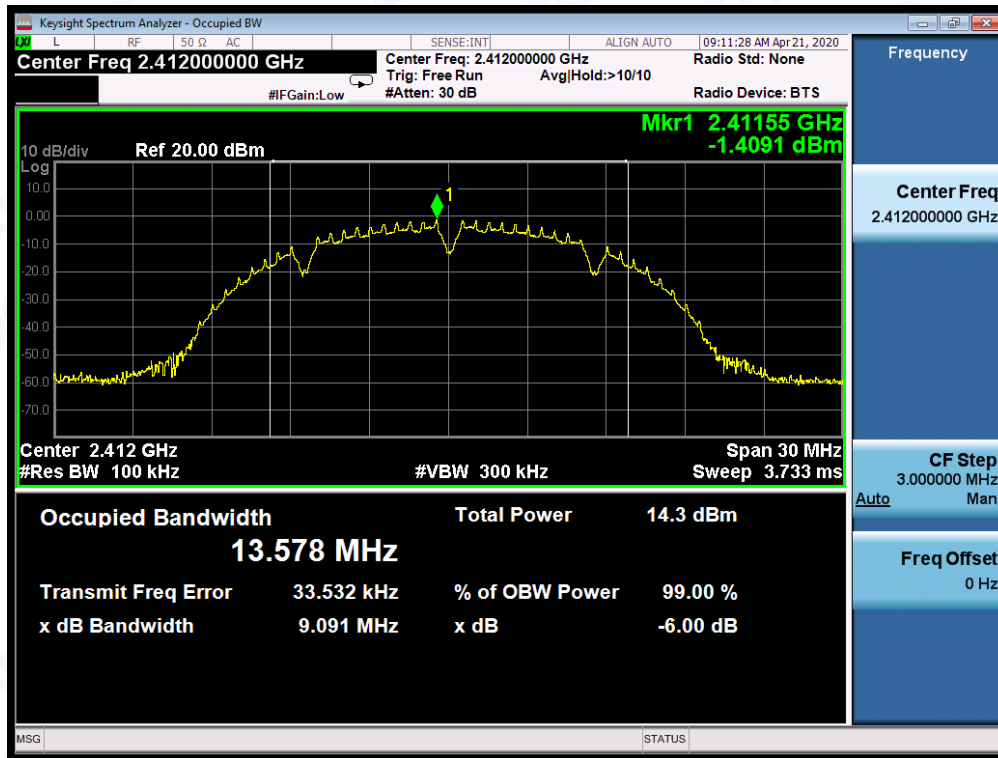 Keysight Spectrum Analyzer - Occupied BW
LXI L RF 50 Ω AC SENSE:INT ALIGN AUTO 09:11:28 AM Apr 21, 2020
Center Freq 2.412000000 GHz
Center Freq: 2.412000000 GHz
Radio Std: None
Trig: Free Run Avg|Hold:>10/10
#IFGain:Low #Atten: 30 dB Radio Device: BTS
Mkr1 2.41155 GHz
-1.4091 dBm
10 dB/div Ref 20.00 dBm
Log
10.0
0.00
-10.0
-20.0
-30.0
-40.0
-50.0
-60.0
-70.0
1
Center 2.412 GHz Span 30 MHz
#Res BW 100 kHz #VBW 300 kHz Sweep 3.733 ms
Occupied Bandwidth Total Power 14.3 dBm
13.578 MHz
Transmit Freq Error 33.532 kHz % of OBW Power 99.00 %
x dB Bandwidth 9.091 MHz x dB -6.00 dB
MSG STATUS
Frequency
Center Freq
2.412000000 GHz
CF Step
3.000000 MHz
Auto Man
Freq Offset
0 Hz